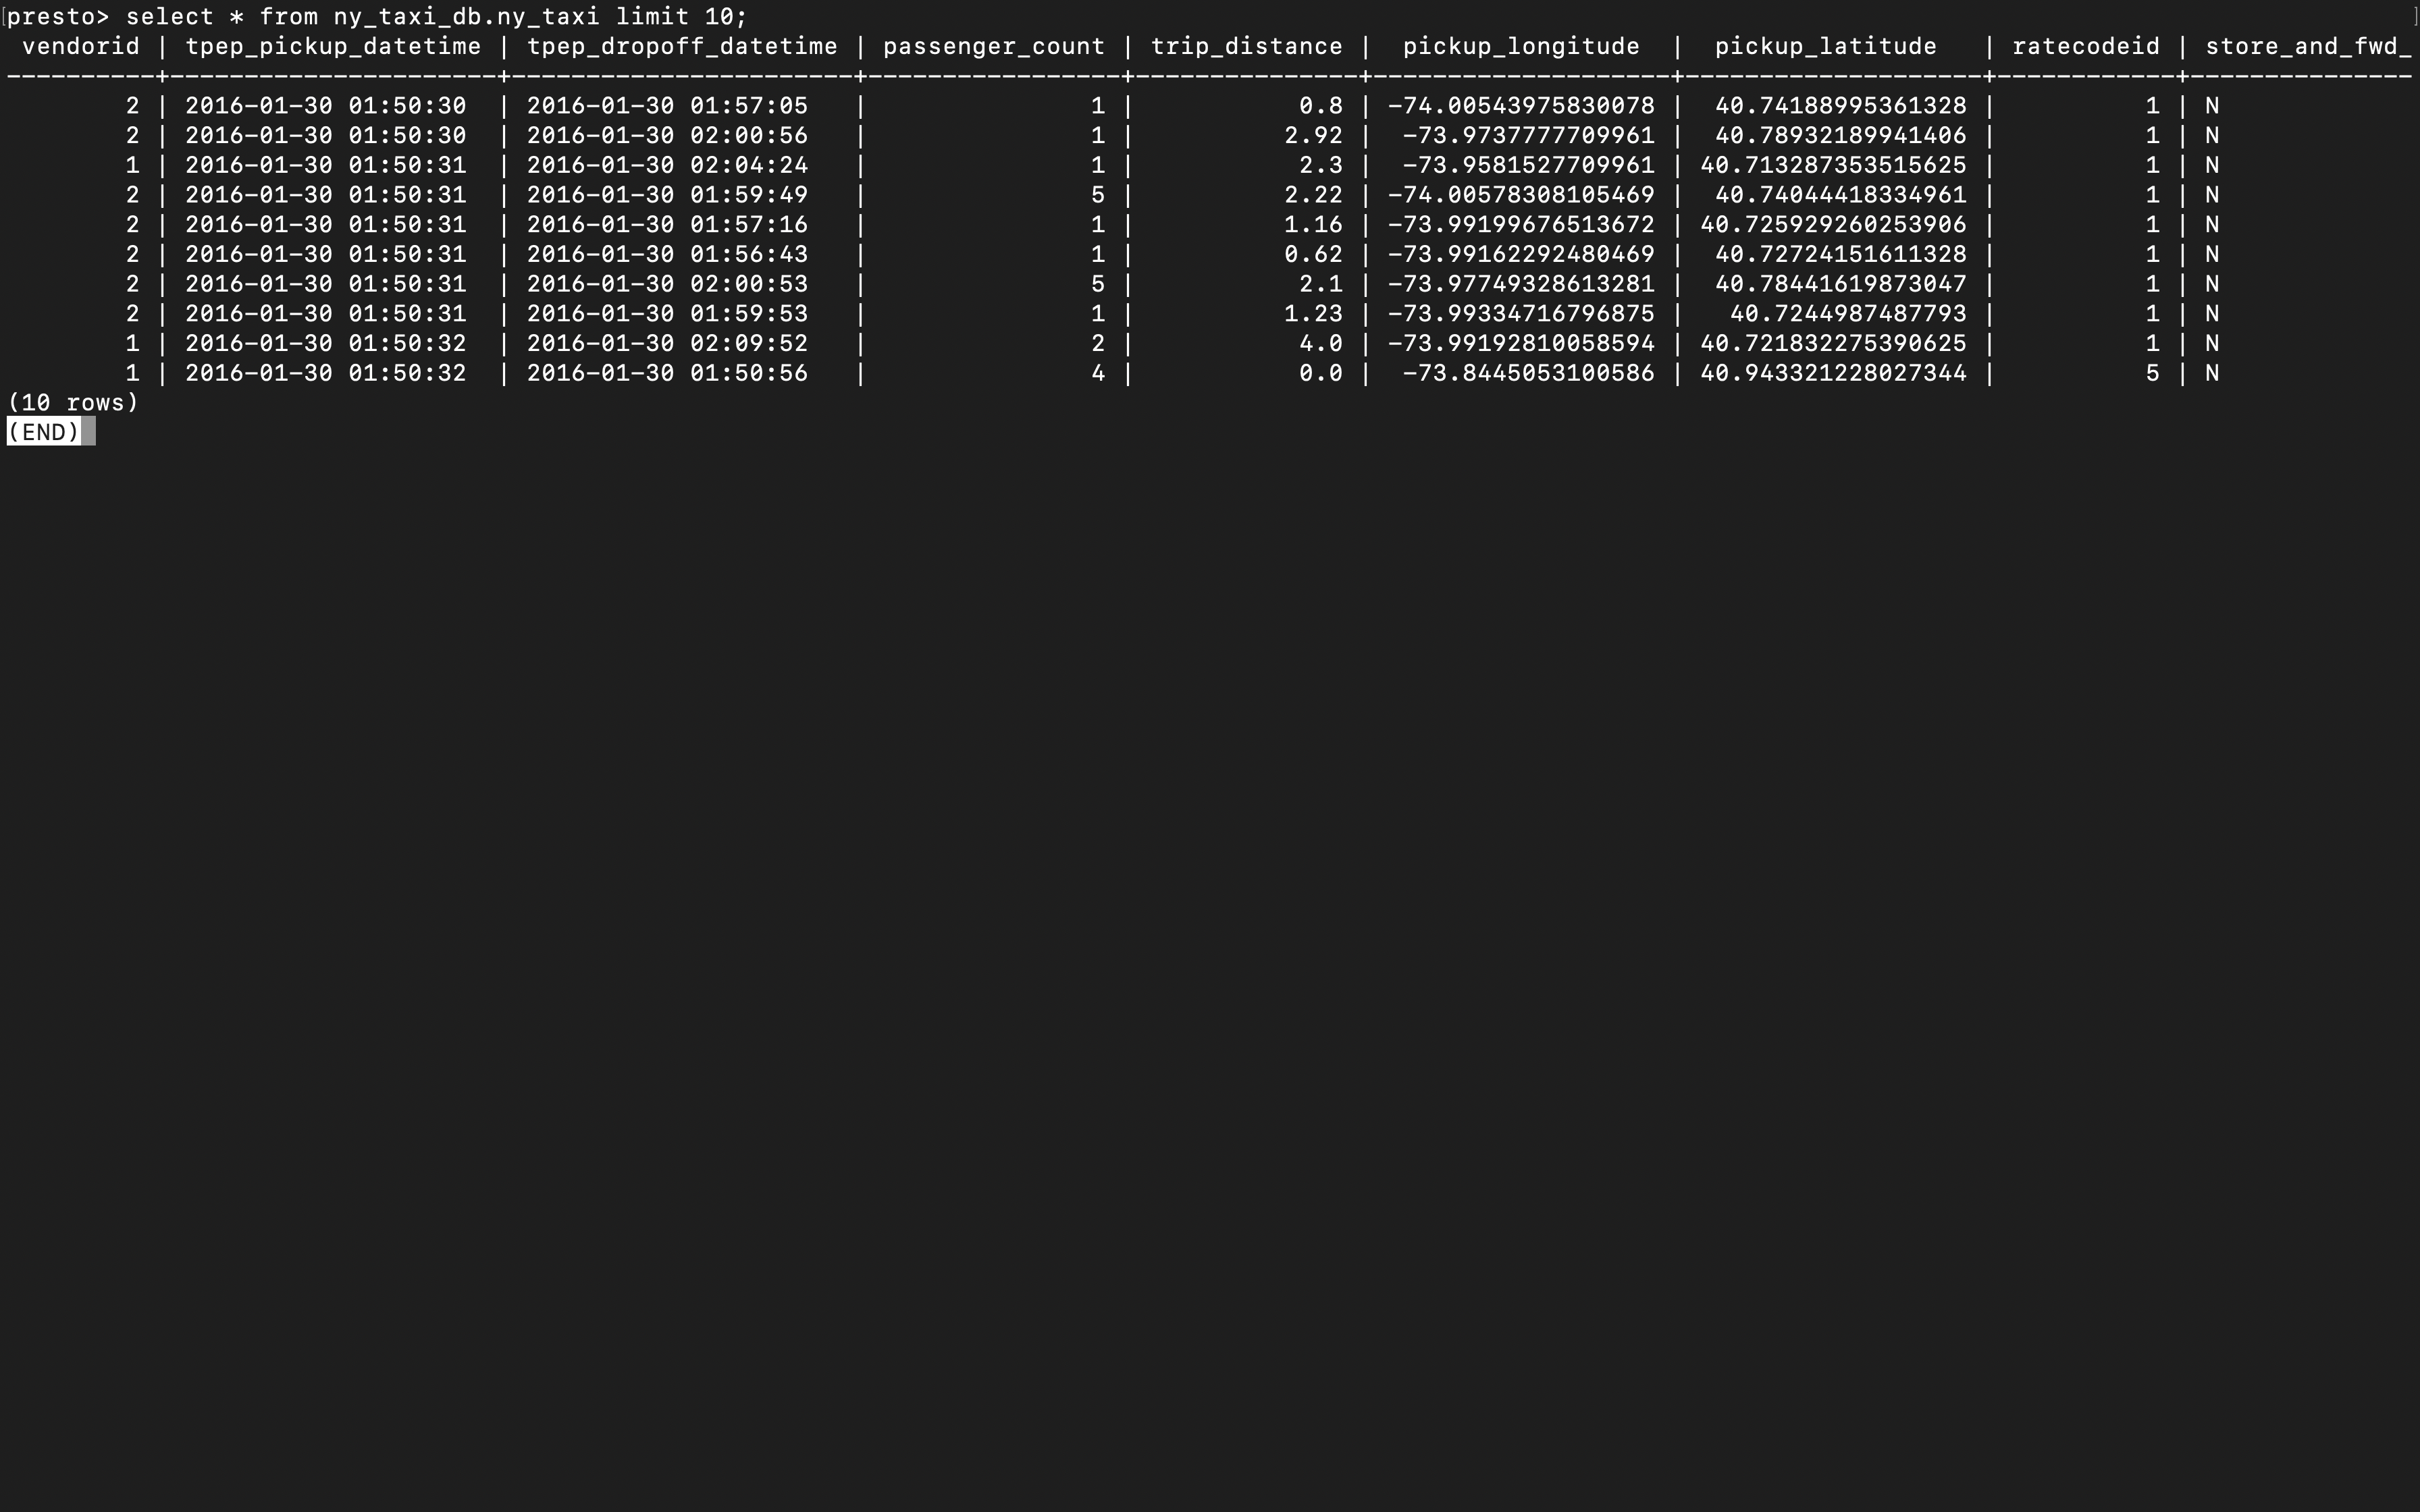 presto> select * from ny_taxi_db.ny_taxi limit 10;
 vendorid | tpep_pickup_datetime | tpep_dropoff_datetime | passenger_count | trip_distance |  pickup_longitude  |  pickup_latitude   | ratecodeid | store_and_fwd_
----------+----------------------+-----------------------+-----------------+---------------+--------------------+--------------------+------------+---------------
        2 | 2016-01-30 01:50:30  | 2016-01-30 01:57:05   |               1 |           0.8 | -74.00543975830078 |  40.74188995361328 |          1 | N
        2 | 2016-01-30 01:50:30  | 2016-01-30 02:00:56   |               1 |          2.92 |  -73.9737777709961 |  40.78932189941406 |          1 | N
        1 | 2016-01-30 01:50:31  | 2016-01-30 02:04:24   |               1 |           2.3 |  -73.9581527709961 | 40.713287353515625 |          1 | N
        2 | 2016-01-30 01:50:31  | 2016-01-30 01:59:49   |               5 |          2.22 | -74.00578308105469 |  40.74044418334961 |          1 | N
        2 | 2016-01-30 01:50:31  | 2016-01-30 01:57:16   |               1 |          1.16 | -73.99199676513672 | 40.725929260253906 |          1 | N
        2 | 2016-01-30 01:50:31  | 2016-01-30 01:56:43   |               1 |          0.62 | -73.99162292480469 |  40.72724151611328 |          1 | N
        2 | 2016-01-30 01:50:31  | 2016-01-30 02:00:53   |               5 |           2.1 | -73.97749328613281 |  40.78441619873047 |          1 | N
        2 | 2016-01-30 01:50:31  | 2016-01-30 01:59:53   |               1 |          1.23 | -73.99334716796875 |   40.7244987487793 |          1 | N
        1 | 2016-01-30 01:50:32  | 2016-01-30 02:09:52   |               2 |           4.0 | -73.99192810058594 | 40.721832275390625 |          1 | N
        1 | 2016-01-30 01:50:32  | 2016-01-30 01:50:56   |               4 |           0.0 |  -73.8445053100586 | 40.943321228027344 |          5 | N
(10 rows)
(END)